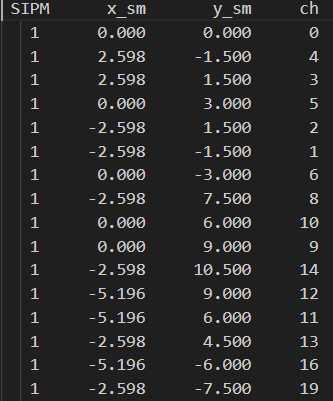 SIPM x_sm y_sm ch
1 0.000 0.000 0
1 2.598 -1.500 4
1 2.598 1.500 3
1 0.000 3.000 5
1 -2.598 1.500 2
1 -2.598 -1.500 1
1 0.000 -3.000 6
1 -2.598 7.500 8
1 0.000 6.000 10
1 0.000 9.000 9
1 -2.598 10.500 14
1 -5.196 9.000 12
1 -5.196 6.000 11
1 -2.598 4.500 13
1 -5.196 -6.000 16
1 -2.598 -7.500 19